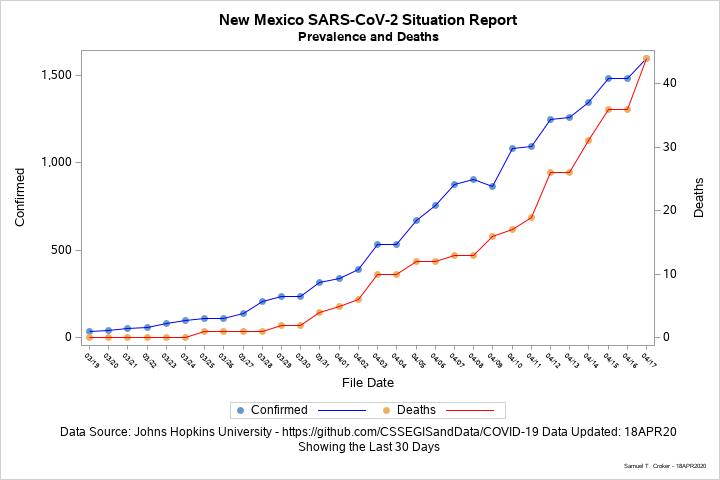 New Mexico SARS-CoV-2 Situation Report
Prevalence and Deaths
Confirmed
1,500
1,000
500
0
Deaths
40
30
20
10
0
03/19 03/20 03/21 03/22 03/23 03/24 03/25 03/26 03/27 03/28 03/29 03/30 03/31 04/01 04/02 04/03 04/04 04/05 04/06 04/07 04/08 04/09 04/10 04/11 04/12 04/13 04/14 04/15 04/16 04/17
File Date
Confirmed Deaths
Data Source: Johns Hopkins University - https://github.com/CSSEGISandData/COVID-19 Data Updated: 18APR20
Showing the Last 30 Days
Samuel T. Croker - 18APR2020